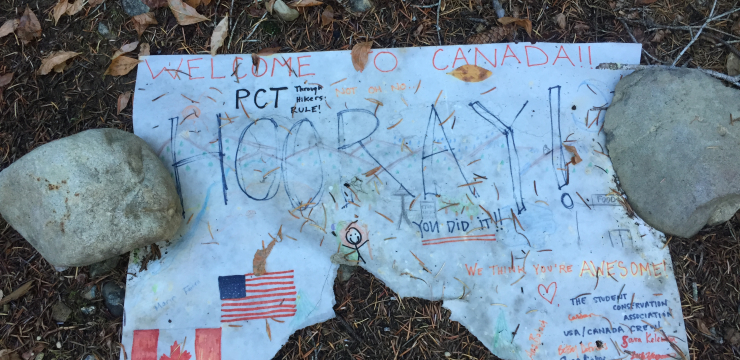 WELCOME TO CANADA!!
PCT Through
Hikers
RULE!
HOORAY!
YOU DID IT!!
WE THINK YOU'RE AWESOME!
THE STUDENT
CONSERVATION
ASSOCIATION
USA/CANADA CREW!